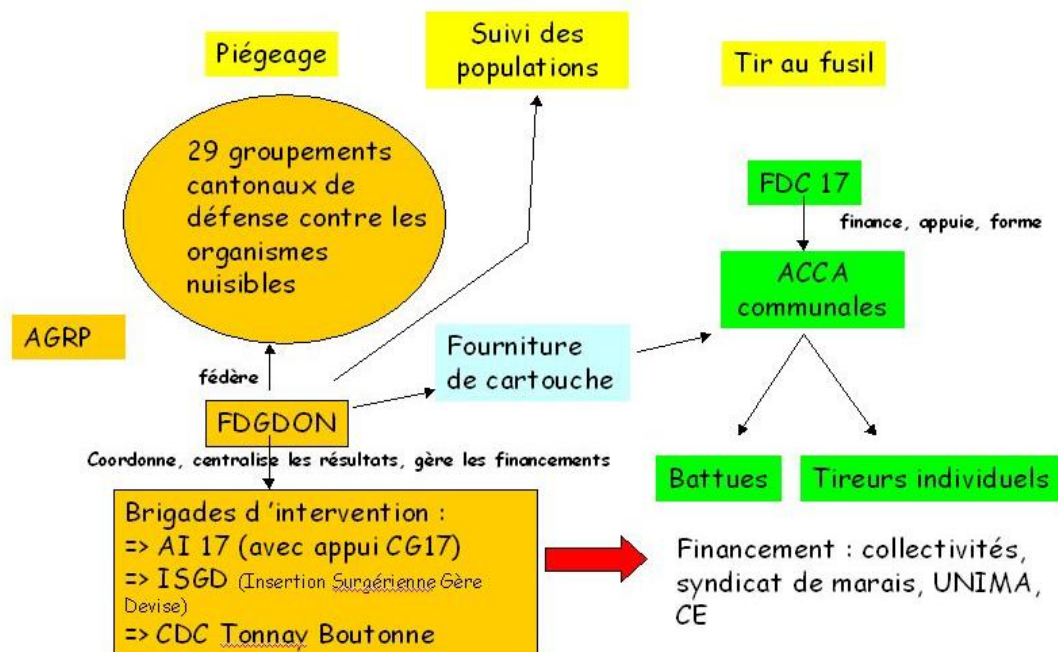 Piégeage
Suivi des
populations
Tir au fusil
29 groupements
cantonaux de
défense contre les
organismes
nuisibles
FDC 17
finance, appuie, forme
ACCA
communales
AGRP
Fourniture
de cartouche
fédère
FDGDON
Coordonne, centralise les résultats, gère les financements
Battues
Tireurs individuels
Brigades d 'intervention :
=> AI 17 (avec appui CG17)
=> ISGD (Insertion Surgérienne Gère
Devise)
=> CDC Tonnay Boutonne
Financement : collectivités,
syndicat de marais, UNIMA,
CE